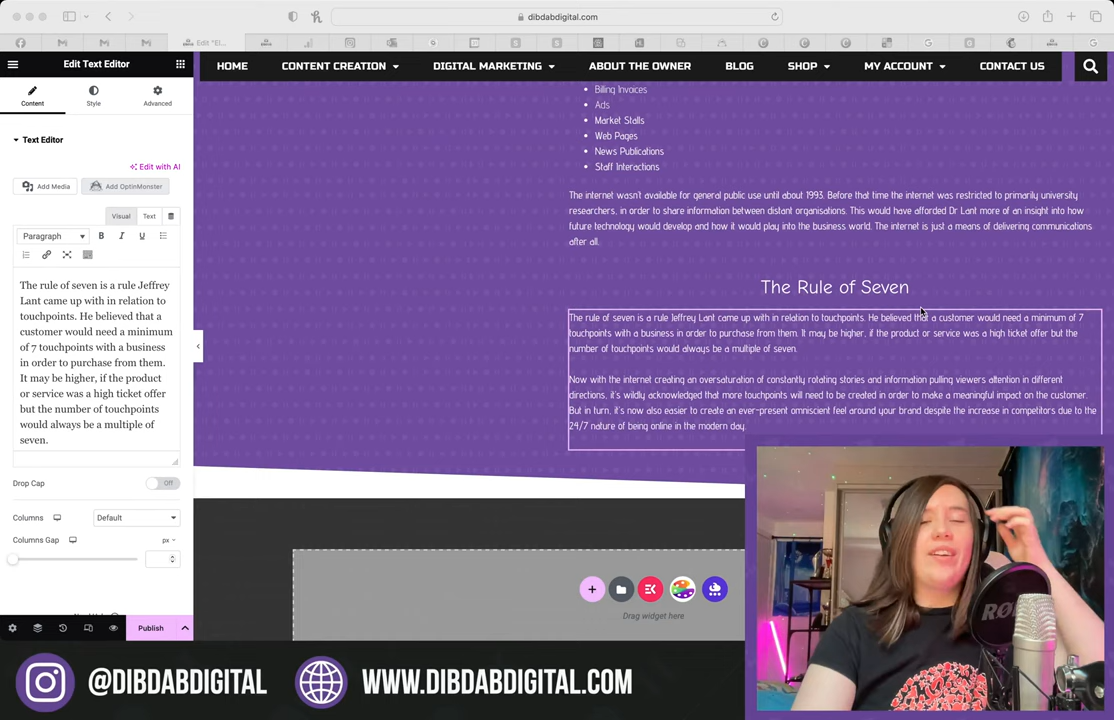 dibdabdigital.com
Edit "El...
Edit Text Editor
HOME
CONTENT CREATION
DIGITAL MARKETING
ABOUT THE OWNER
BLOG
SHOP
MY ACCOUNT
CONTACT US
Content
Style
Advanced
Text Editor
Edit with AI
Add Media
Add OptinMonster
Visual
Text
Paragraph
B
I
U
The rule of seven is a rule Jeffrey
Lant came up with in relation to
touchpoints. He believed that a
customer would need a minimum
of 7 touchpoints with a business
in order to purchase from them.
It may be higher, if the product
or service was a high ticket offer
but the number of touchpoints
would always be a multiple of
seven.
Drop Cap
Off
Columns
Default
Columns Gap
px
Publish
• Billing Invoices
• Ads
• Market Stalls
• Web Pages
• News Publications
• Staff Interactions
The internet wasn't available for general public use until about 1993. Before that time the internet was restricted to primarily university
researchers, in order to share information between distant organisations. This would have afforded Dr Lant more of an insight into how
future technology would develop and how it would play into the business world. The internet is just a means of delivering communications
after all.
The Rule of Seven
The rule of seven is a rule Jeffrey Lant came up with in relation to touchpoints. He believed that a customer would need a minimum of 7
touchpoints with a business in order to purchase from them. It may be higher, if the product or service was a high ticket offer but the
number of touchpoints would always be a multiple of seven.
Now with the internet creating an oversaturation of constantly rotating stories and information pulling viewers attention in different
directions, it's wildly acknowledged that more touchpoints will need to be created in order to make a meaningful impact on the customer.
But in turn, it's now also easier to create an ever-present omniscient feel around your brand despite the increase in competitors due to the
24/7 nature of being online in the modern day.
Drag widget here
RØDE
@DIBDABDIGITAL
WWW.DIBDABDIGITAL.COM